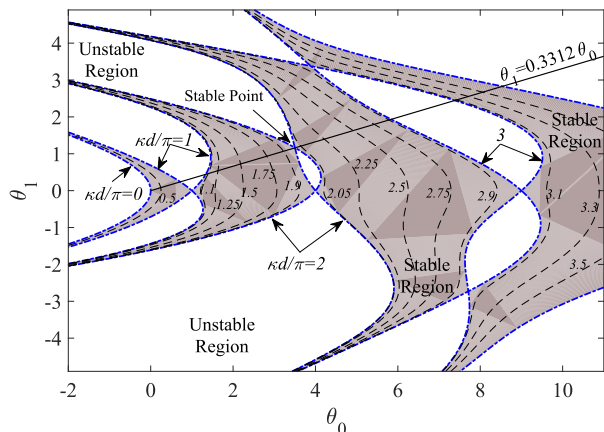 4
3
2
1
0
-1
-2
-3
-4
θ₁
-2
0
2
4
6
8
10
θ₀
Unstable
Region
Stable Point
θ₁=0.3312 θ₀
κd/π=1
κd/π=0
0.5
1.1
1.25
1.5
1.75
1.9
2.05
2.25
2.5
2.75
2.9
3
3.1
3.3
3.5
Stable
Region
κd/π=2
Stable
Region
Unstable
Region